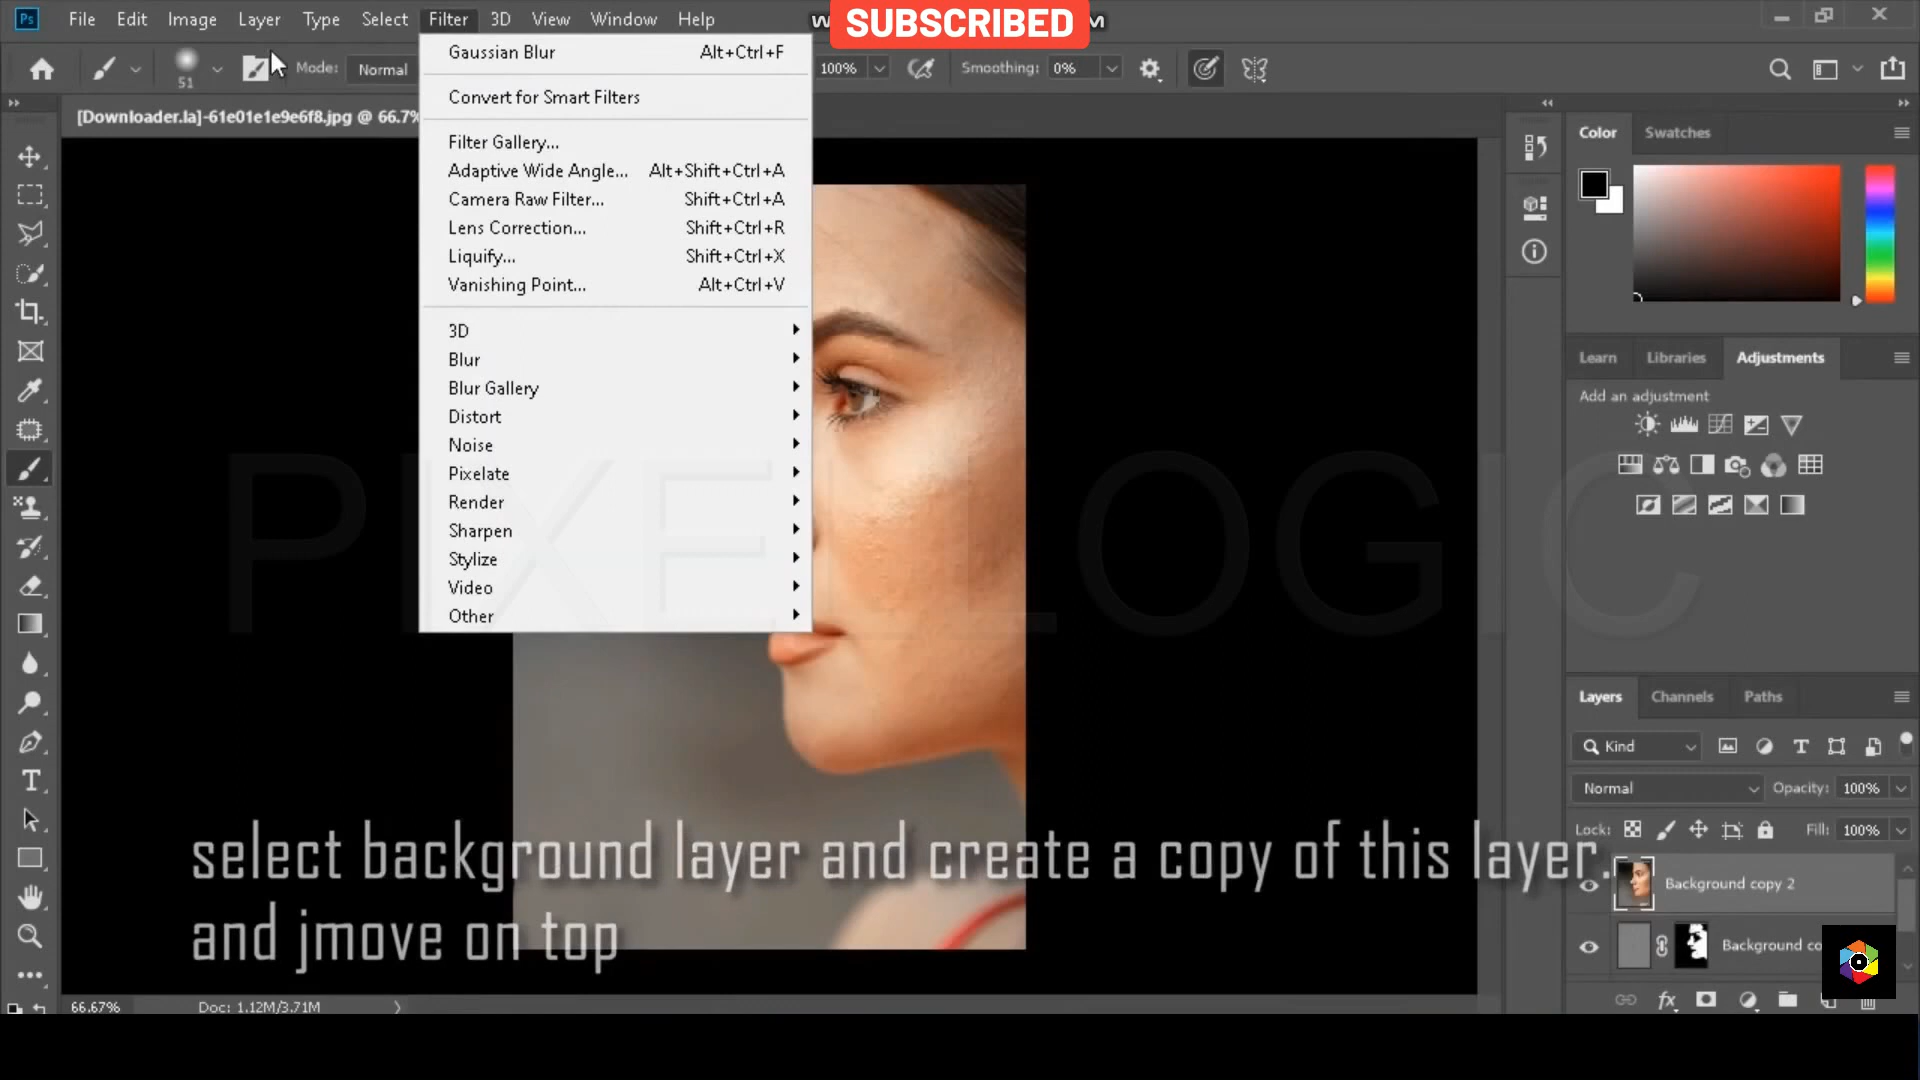 Ps File Edit Image Layer Type Select Filter 3D View Window Help
SUBSCRIBED
51 Mode: Normal 100% Smoothing: 0%
[Downloader.la]-61e01e1e9e6f8.jpg @ 66.7%
Gaussian Blur Alt+Ctrl+F
Convert for Smart Filters
Filter Gallery...
Adaptive Wide Angle... Alt+Shift+Ctrl+A
Camera Raw Filter... Shift+Ctrl+A
Lens Correction... Shift+Ctrl+R
Liquify... Shift+Ctrl+X
Vanishing Point... Alt+Ctrl+V
3D
Blur
Blur Gallery
Distort
Noise
Pixelate
Render
Sharpen
Stylize
Video
Other
PIXELLOGIC
Color Swatches
Learn Libraries Adjustments
Add an adjustment
Layers Channels Paths
Kind
Normal Opacity: 100%
Lock: Fill: 100%
Background copy 2
Background co
select background layer and create a copy of this layer.
and jmove on top
66.67% Doc: 1.12M/3.71M